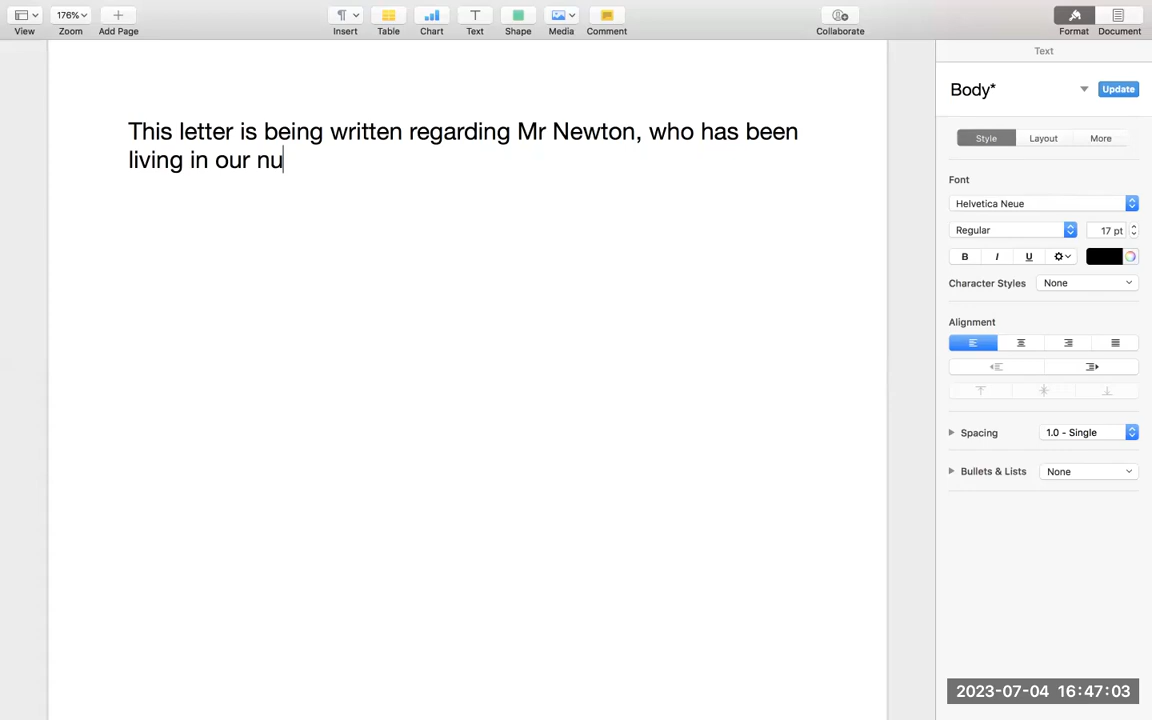 176%
View
Zoom
Add Page
Insert
Table
Chart
Text
Shape
Media
Comment
Collaborate
Format
Document
Text
This letter is being written regarding Mr Newton, who has been
living in our nu
Body*
Update
Style
Layout
More
Font
Helvetica Neue
Regular
17 pt
B
I
U
Character Styles
None
Alignment
Spacing
1.0 - Single
Bullets & Lists
None
2023-07-04 16:47:03